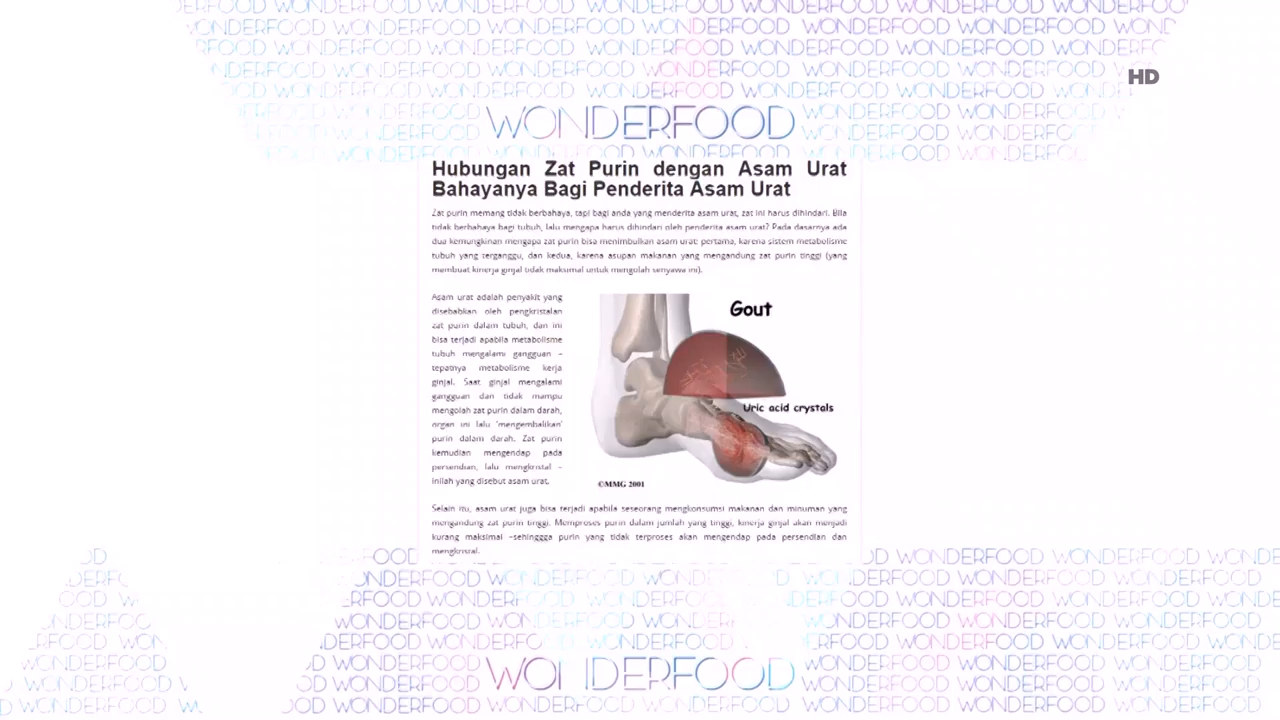 WONDERFOOD
HD
Hubungan Zat Purin dengan Asam Urat
Bahayanya Bagi Penderita Asam Urat
Zat purin memang tidak berbahaya, tapi bagi anda yang menderita asam urat, zat ini harus dihindari. Bila
tidak berbahaya bagi tubuh, lalu mengapa harus dihindari oleh penderita asam urat? Pada dasarnya ada
dua kemungkinan mengapa zat purin bisa menimbulkan asam urat: pertama, karena sistem metabolisme
tubuh yang terganggu, dan kedua, karena asupan makanan yang mengandung zat purin tinggi (yang
membuat kinerja ginjal tidak maksimal untuk mengolah senyawa ini).
Asam urat adalah penyakit yang
disebabkan oleh pengkristalan
zat purin dalam tubuh, dan ini
bisa terjadi apabila metabolisme
tubuh mengalami gangguan –
tepatnya metabolisme kerja
ginjal. Saat ginjal mengalami
gangguan dan tidak mampu
mengolah zat purin dalam darah,
organ ini lalu 'mengembalikan'
purin dalam darah. Zat purin
kemudian mengendap pada
persendian, lalu mengkristal –
inilah yang disebut asam urat.
Gout
Uric acid crystals
©MMG 2001
Selain itu, asam urat juga bisa terjadi apabila seseorang mengkonsumsi makanan dan minuman yang
mengandung zat purin tinggi. Memproses purin dalam jumlah yang tinggi, kinerja ginjal akan menjadi
kurang maksimal –sehinggga purin yang tidak terproses akan mengendap pada persendian dan
mengkristal.
WONDERFOOD